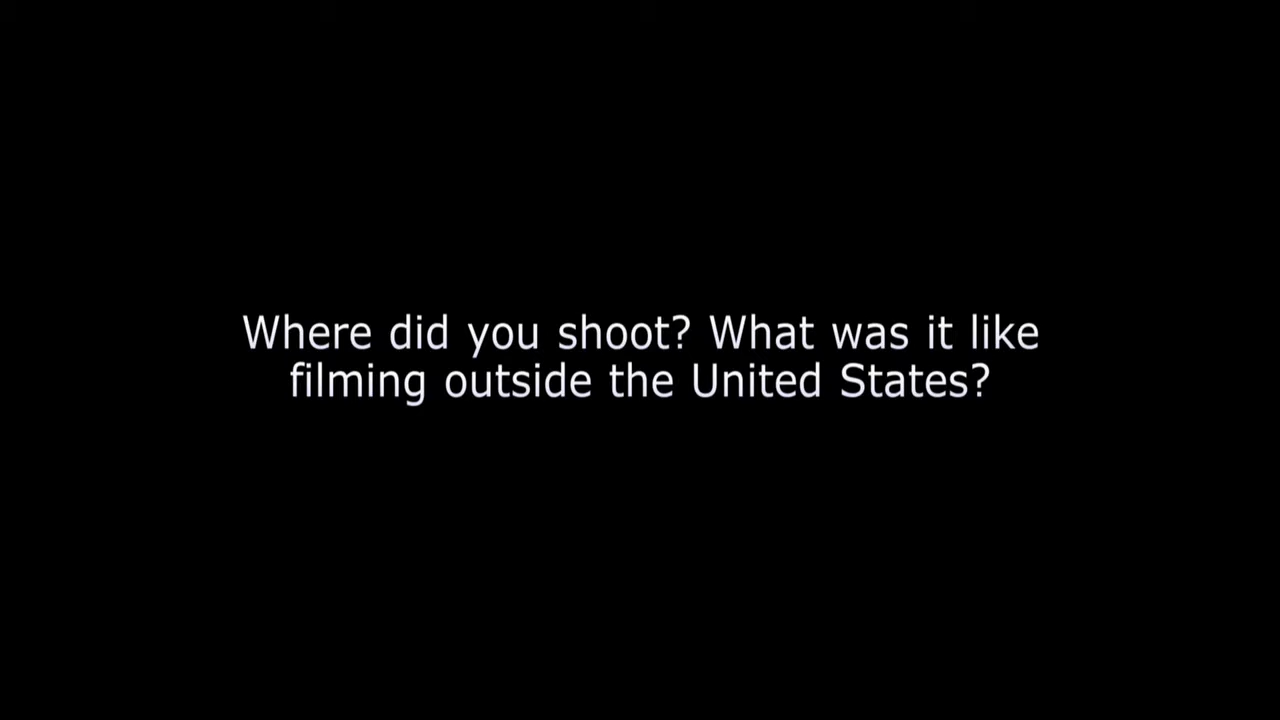 Where did you shoot? What was it like
filming outside the United States?